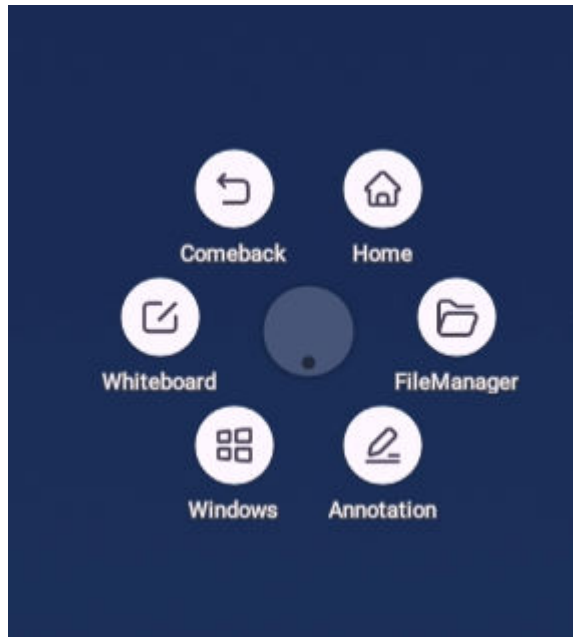 Comeback
Home
Whiteboard
FileManager
Windows
Annotation